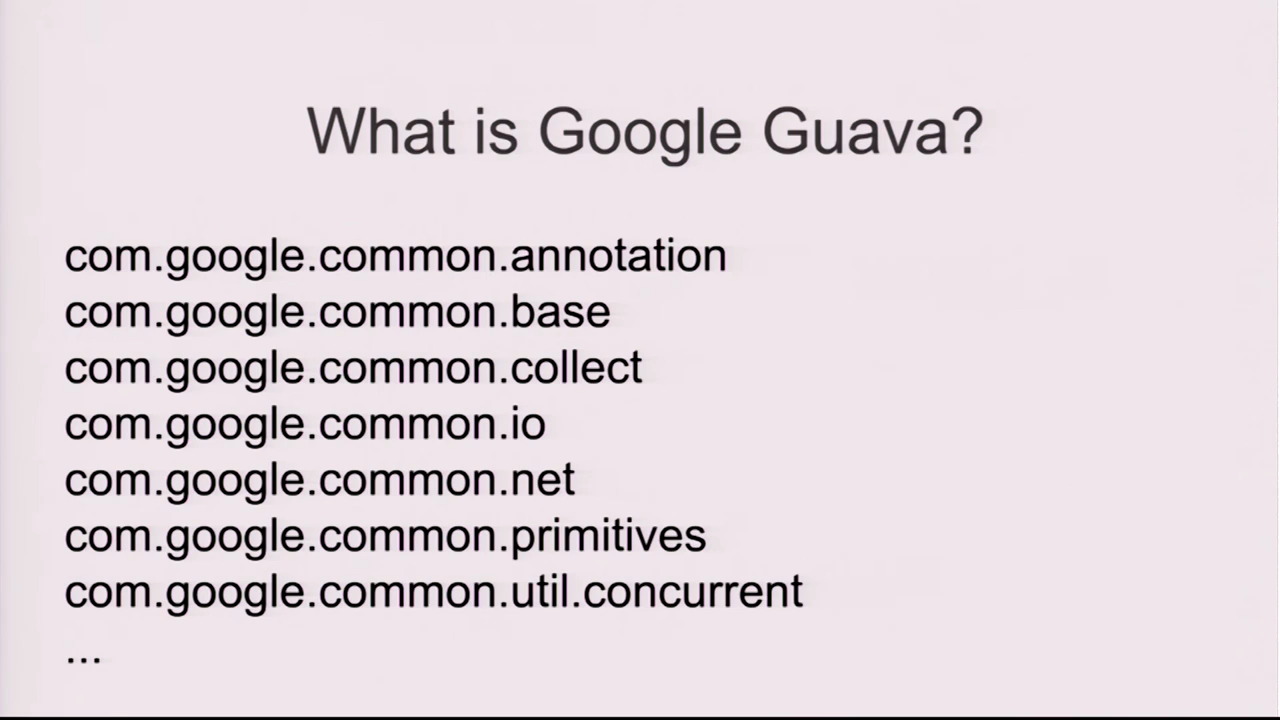 What is Google Guava?
com.google.common.annotation
com.google.common.base
com.google.common.collect
com.google.common.io
com.google.common.net
com.google.common.primitives
com.google.common.util.concurrent
...